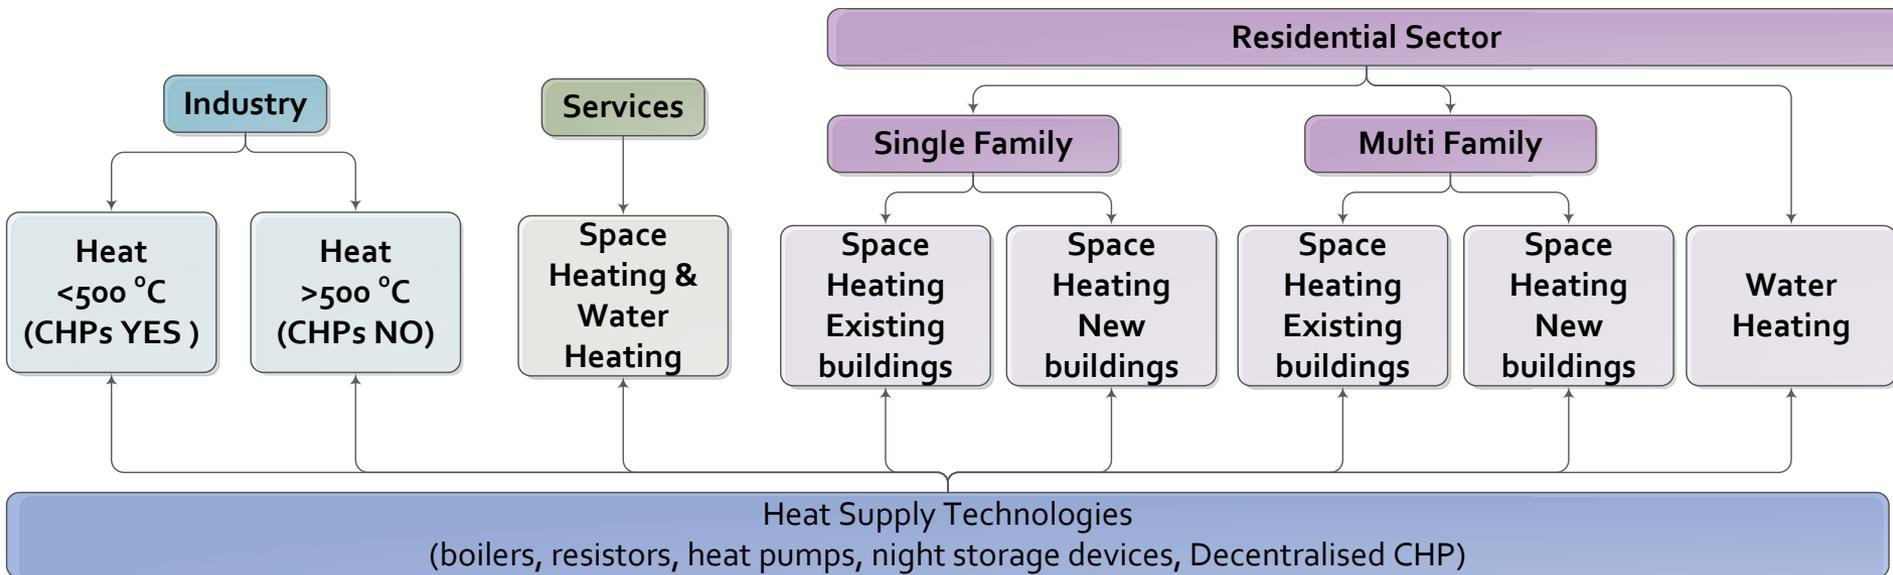 Residential Sector
Industry
Services
Single Family
Multi Family
Heat
<500 °C
(CHPs YES )
Heat
>500 °C
(CHPs NO)
Space
Heating &
Water
Heating
Space
Heating
Existing
buildings
Space
Heating
New
buildings
Space
Heating
Existing
buildings
Space
Heating
New
buildings
Water
Heating
Heat Supply Technologies
(boilers, resistors, heat pumps, night storage devices, Decentralised CHP)